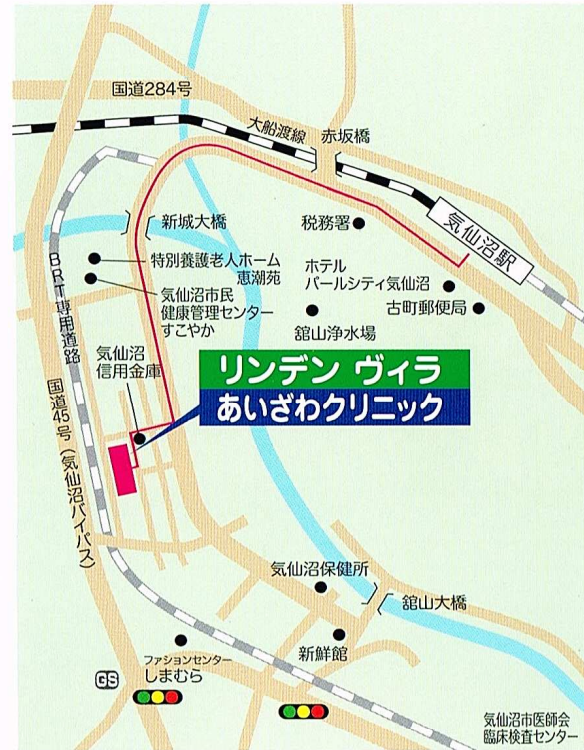 国道284号
大船渡線
赤坂橋
新城大橋
税務署
気仙沼駅
特別養護老人ホーム
恵潮苑
ホテル
パールシティ気仙沼
BRT専用道路
気仙沼市民
健康管理センター
すこやか
古町郵便局
舘山浄水場
気仙沼
信用金庫
リンデン ヴィラ
あいざわクリニック
国道45号(気仙沼バイパス)
気仙沼保健所
舘山大橋
新鮮館
ファションセンター
しまむら
GS
気仙沼市医師会
臨床検査センター